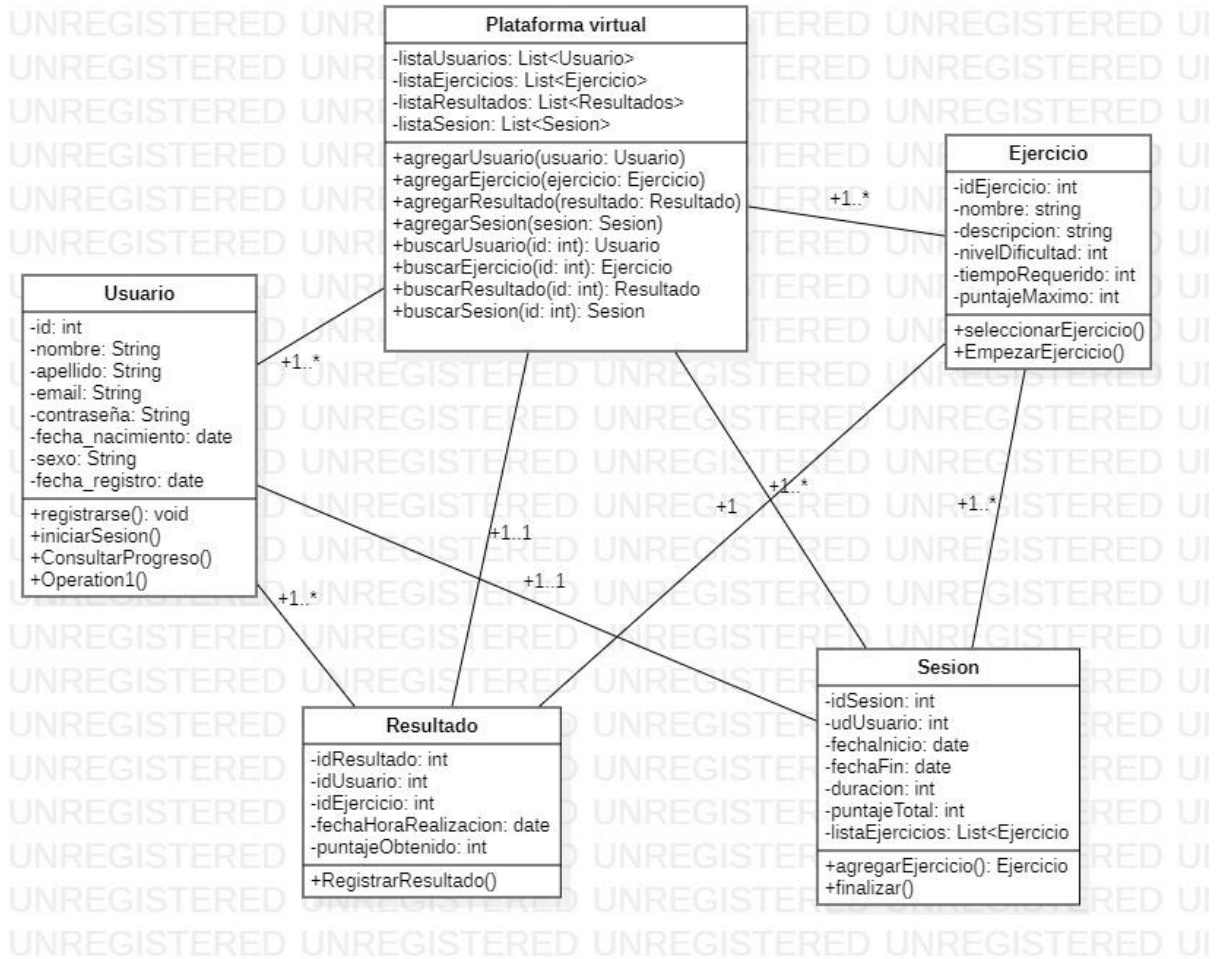 Plataforma virtual
-listaUsuarios: List<Usuario>
-listaEjercicios: List<Ejercicio>
-listaResultados: List<Resultados>
-listaSesion: List<Sesion>
+agregarUsuario(usuario: Usuario)
+agregarEjercicio(ejercicio: Ejercicio)
+agregarResultado(resultado: Resultado)
+agregarSesion(sesion: Sesion)
+buscarUsuario(id: int): Usuario
+buscarEjercicio(id: int): Ejercicio
+buscarResultado(id: int): Resultado
+buscarSesion(id: int): Sesion
Ejercicio
-idEjercicio: int
-nombre: string
-descripcion: string
-nivelDificultad: int
-tiempoRequerido: int
-puntajeMaximo: int
+seleccionarEjercicio()
+EmpezarEjercicio()
+1..*
Usuario
-id: int
-nombre: String
-apellido: String
-email: String
-contraseña: String
-fecha_nacimiento: date
-sexo: String
-fecha_registro: date
+registrarse(): void
+iniciarSesion()
+ConsultarProgreso()
+Operation1()
+1..*
+1..*
+1
+1..*
+1..1
+1..1
+1..*
Resultado
-idResultado: int
-idUsuario: int
-idEjercicio: int
-fechaHoraRealizacion: date
-puntajeObtenido: int
+RegistrarResultado()
Sesion
-idSesion: int
-udUsuario: int
-fechaInicio: date
-fechaFin: date
-duracion: int
-puntajeTotal: int
-listaEjercicios: List<Ejercicio
+agregarEjercicio(): Ejercicio
+finalizar()
UNREGISTERED